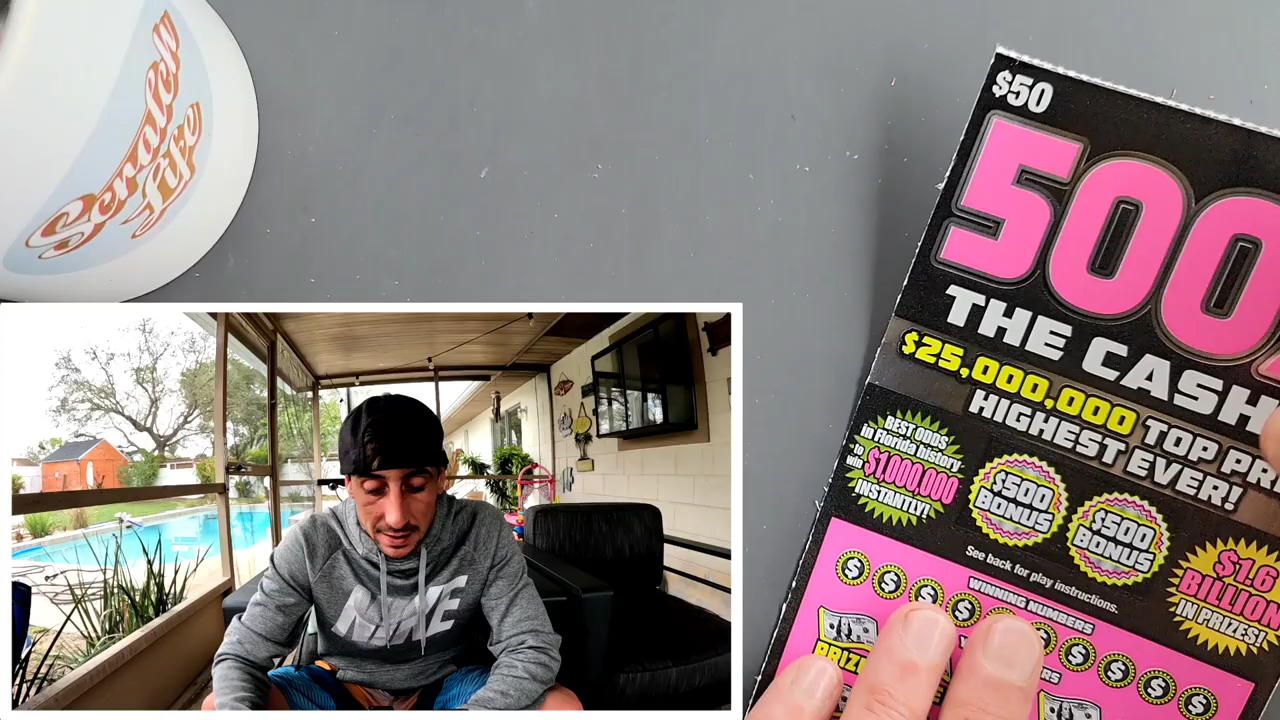 Scratch
Life
$50
500
THE CASH
$25,000,000 TOP PR
HIGHEST EVER!
BEST ODDS
in Florida history
to
win $1,000,000
INSTANTLY!
$500
BONUS
$500
BONUS
$1.6
BILLION
IN PRIZES!
See back for play instructions.
WINNING NUMBERS
PRIZE
NIKE